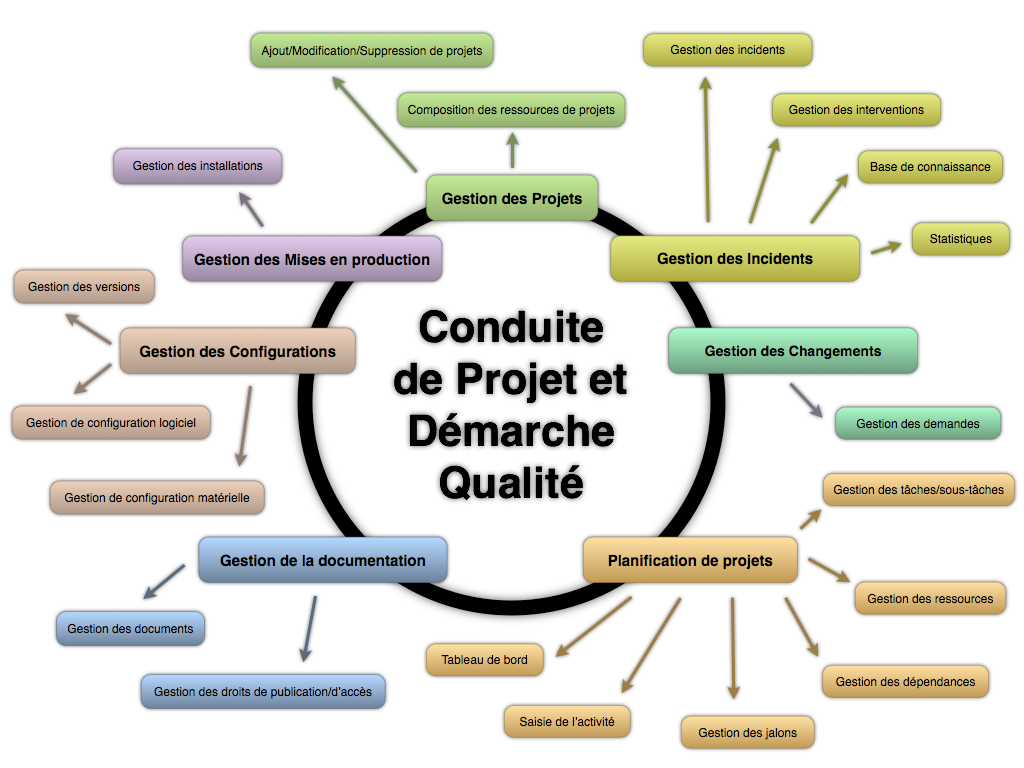 Ajout/Modification/Suppression de projets
Gestion des incidents
Composition des ressources de projets
Gestion des interventions
Gestion des installations
Base de connaissance
Gestion des Projets
Statistiques
Gestion des Mises en production
Gestion des Incidents
Gestion des versions
Conduite
de Projet et
Démarche
Qualité
Gestion des Configurations
Gestion des Changements
Gestion de configuration logiciel
Gestion des demandes
Gestion de configuration matérielle
Gestion des tâches/sous-tâches
Gestion de la documentation
Planification de projets
Gestion des ressources
Gestion des documents
Tableau de bord
Gestion des dépendances
Gestion des droits de publication/d'accès
Saisie de l'activité
Gestion des jalons